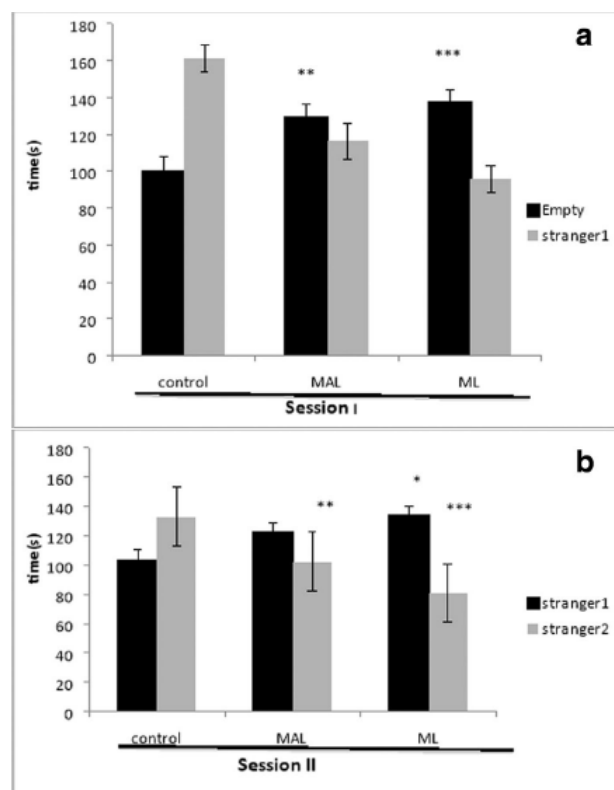 a
180
160
140
120
100
80
60
40
20
0
time(s)
**
***
Empty
stranger1
control MAL ML
Session I
b
180
160
140
120
100
80
60
40
20
0
time(s)
**
*
***
stranger1
stranger2
control MAL ML
Session II